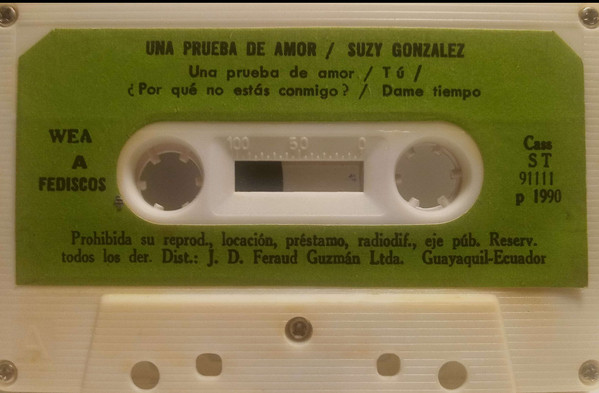 UNA PRUEBA DE AMOR / SUZY GONZALEZ
Una prueba de amor / Tú /
¿Por qué no estás conmigo? / Dame tiempo
WEA
A
FEDISCOS
100 50 0
Cass
ST
91111
p 1990
Prohibida su reprod., locación, préstamo, radiodif., eje púb. Reserv.
todos los der. Dist.: J. D. Feraud Guzmán Ltda. Guayaquil-Ecuador